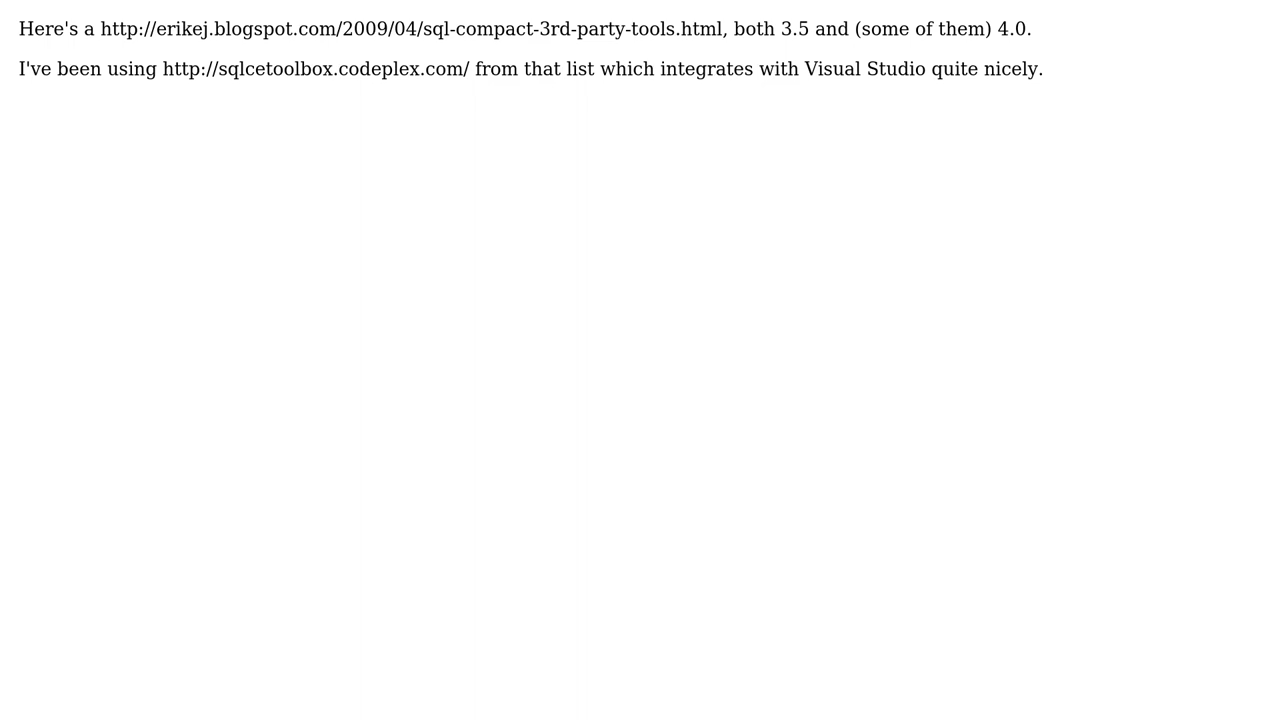 Here's a http://erikej.blogspot.com/2009/04/sql-compact-3rd-party-tools.html, both 3.5 and (some of them) 4.0.
I've been using http://sqlcetoolbox.codeplex.com/ from that list which integrates with Visual Studio quite nicely.